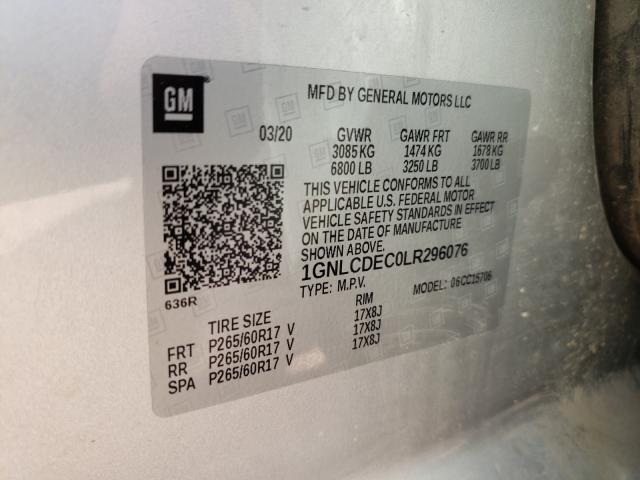 GM
MFD BY GENERAL MOTORS LLC
03/20 GVWR GAWR FRT GAWR RR
3085 KG 1474 KG 1678 KG
6800 LB 3250 LB 3700 LB
THIS VEHICLE CONFORMS TO ALL
APPLICABLE U.S. FEDERAL MOTOR
VEHICLE SAFETY STANDARDS IN EFFECT
ON THE DATE OF MANUFACTURE
SHOWN ABOVE.
1GNLCDEC0LR296076
TYPE: M.P.V. MODEL: 06CC15706
636R
TIRE SIZE RIM
FRT P265/60R17 V 17X8J
RR P265/60R17 V 17X8J
SPA P265/60R17 V 17X8J